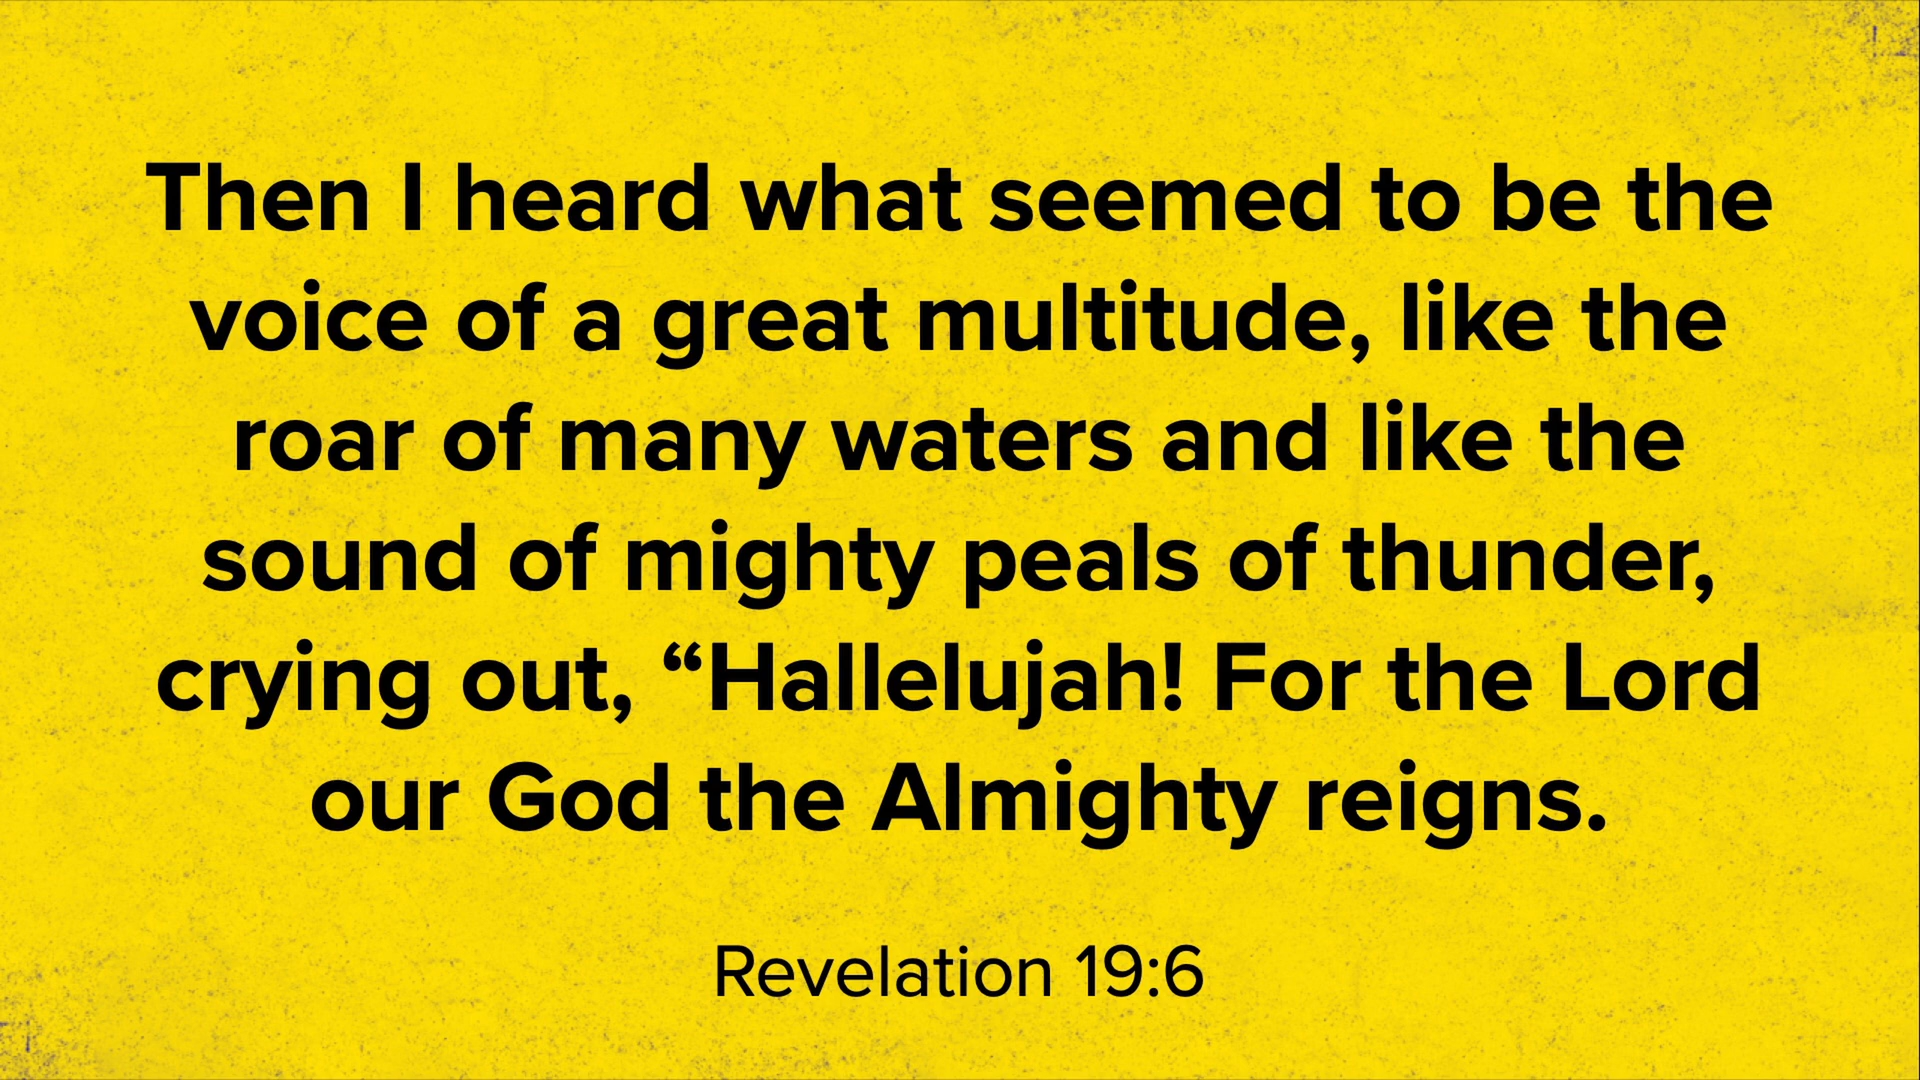 Then I heard what seemed to be the
voice of a great multitude, like the
roar of many waters and like the
sound of mighty peals of thunder,
crying out, “Hallelujah! For the Lord
our God the Almighty reigns.
Revelation 19:6